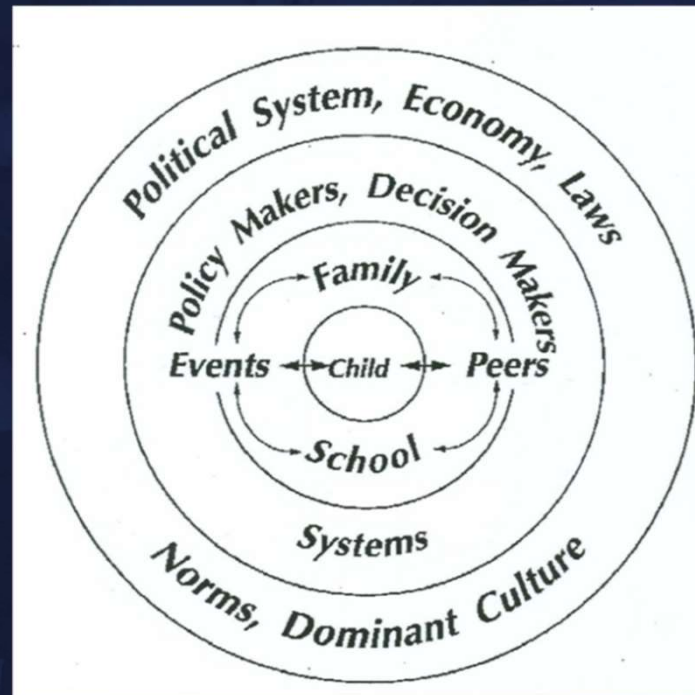 Political System, Economy, Laws
Policy Makers, Decision Makers
Family
Events
Child
Peers
School
Systems
Norms, Dominant Culture